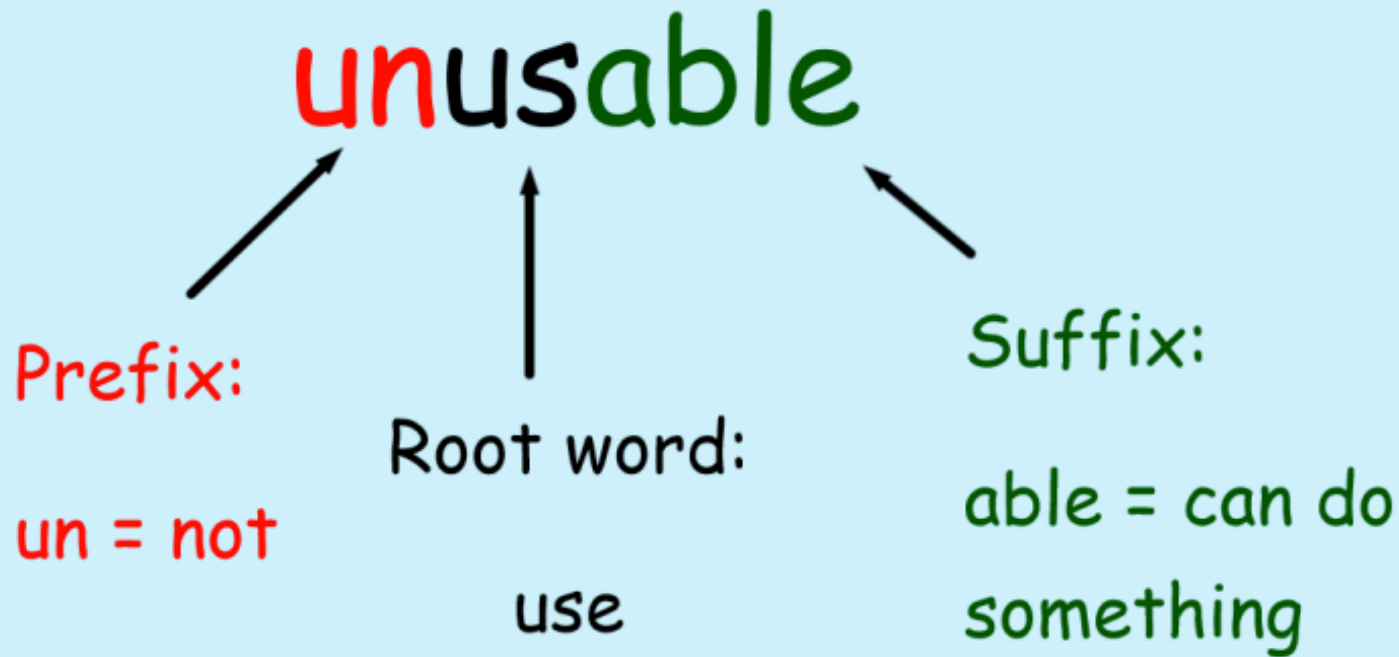 unusable
Prefix:
un = not
Root word:
use
Suffix:
able = can do
something